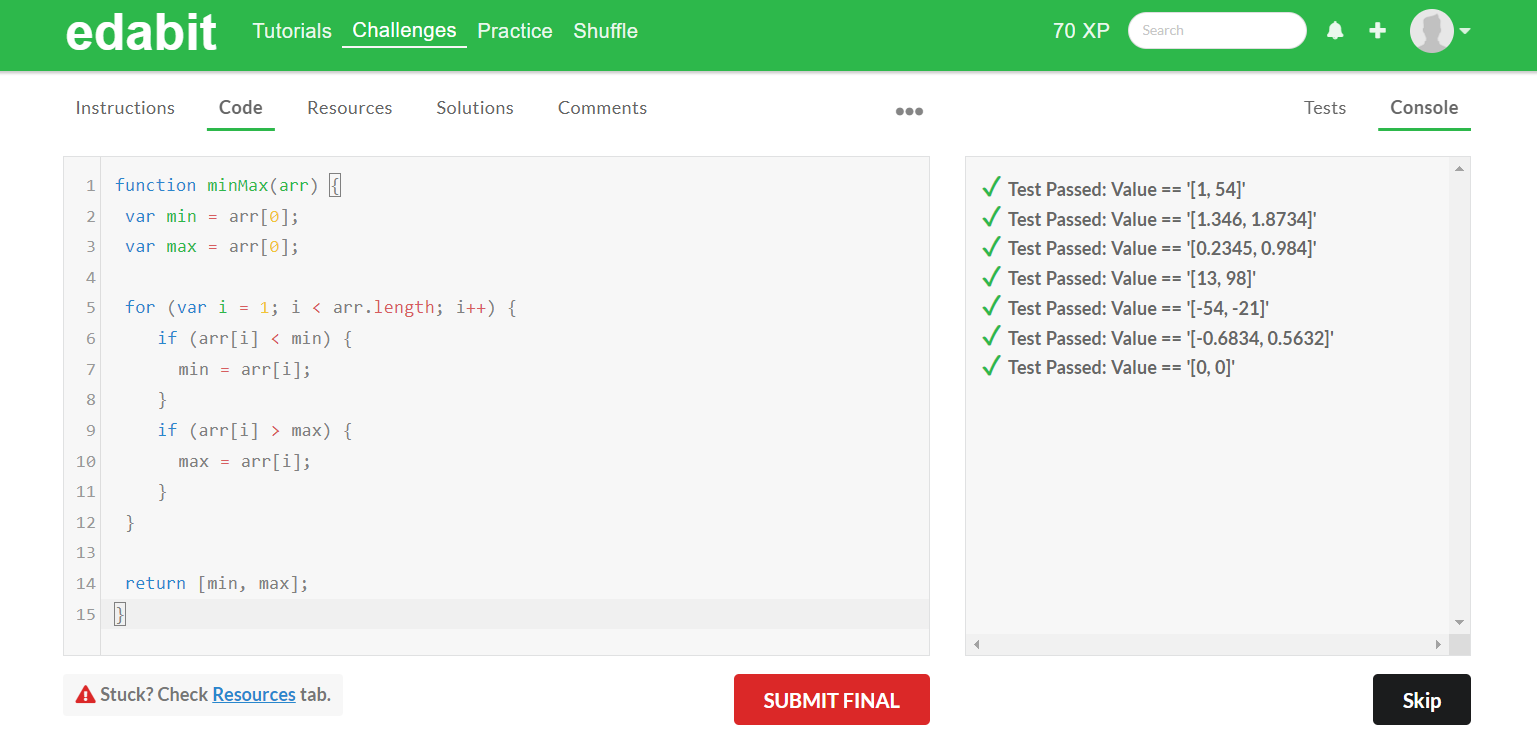 edabit Tutorials Challenges Practice Shuffle 70 XP Search
Instructions Code Resources Solutions Comments Tests Console
1 function minMax(arr) {
2 var min = arr[0];
3 var max = arr[0];
4
5 for (var i = 1; i < arr.length; i++) {
6 if (arr[i] < min) {
7 min = arr[i];
8 }
9 if (arr[i] > max) {
10 max = arr[i];
11 }
12 }
13
14 return [min, max];
15 }
Test Passed: Value == '[1, 54]'
Test Passed: Value == '[1.346, 1.8734]'
Test Passed: Value == '[0.2345, 0.984]'
Test Passed: Value == '[13, 98]'
Test Passed: Value == '[-54, -21]'
Test Passed: Value == '[-0.6834, 0.5632]'
Test Passed: Value == '[0, 0]'
Stuck? Check Resources tab.
SUBMIT FINAL
Skip